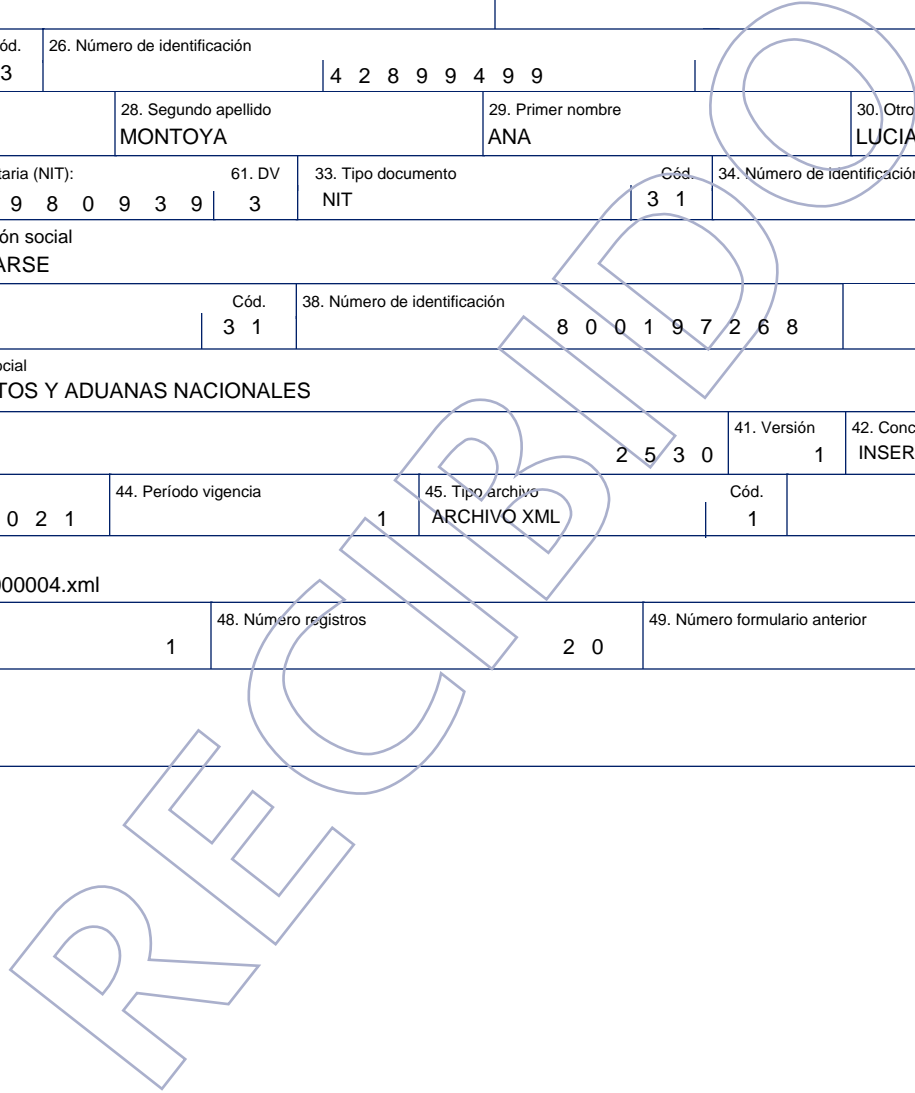 ód. 26. Número de identificación
3 4 2 8 9 9 4 9 9
28. Segundo apellido 29. Primer nombre 30. Otro
MONTOYA ANA LUCIA
taria (NIT): 61. DV 33. Tipo documento Cód. 34. Número de identificación
9 8 0 9 3 9 3 NIT 3 1
ón social
ARSE
Cód. 38. Número de identificación
3 1 8 0 0 1 9 7 2 6 8
ocial
TOS Y ADUANAS NACIONALES
41. Versión 42. Conc
2 5 3 0 1 INSER
44. Período vigencia 45. Tipo archivo Cód.
0 2 1 1 ARCHIVO XML 1
000004.xml
48. Número registros 49. Número formulario anterior
1 2 0
RECIBIDO